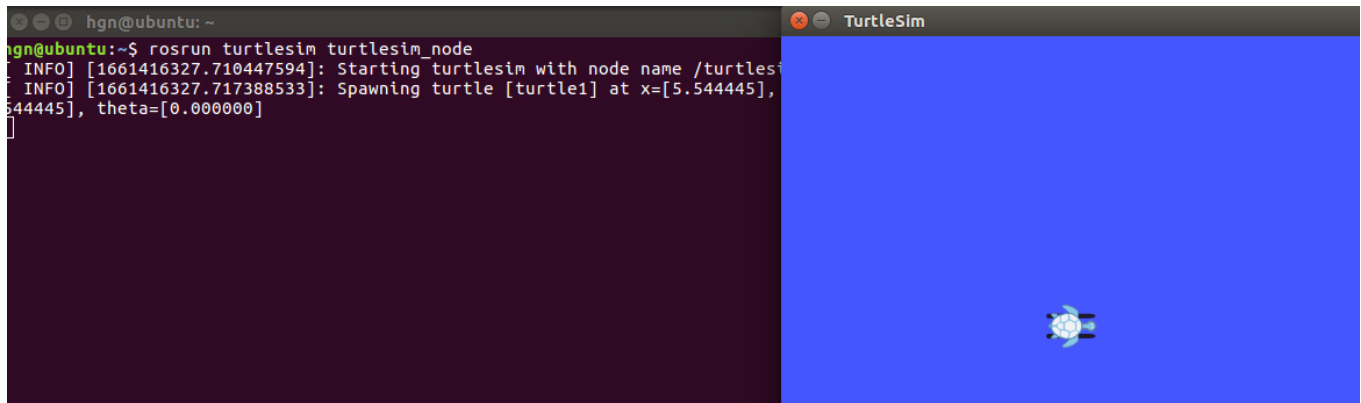 hgn@ubuntu: ~
hgn@ubuntu:~$ rosrun turtlesim turtlesim_node
[ INFO] [1661416327.710447594]: Starting turtlesim with node name /turtlesi
[ INFO] [1661416327.717388533]: Spawning turtle [turtle1] at x=[5.544445],
544445], theta=[0.000000]
TurtleSim